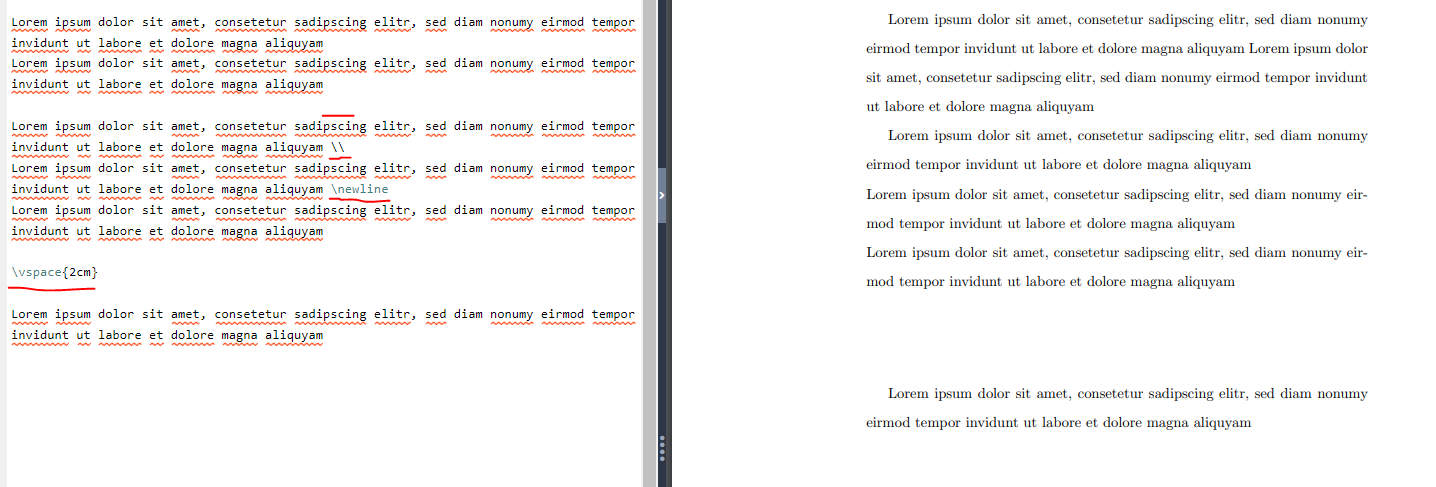 Lorem ipsum dolor sit amet, consetetur sadipscing elitr, sed diam nonumy eirmod tempor
invidunt ut labore et dolore magna aliquyam
Lorem ipsum dolor sit amet, consetetur sadipscing elitr, sed diam nonumy eirmod tempor
invidunt ut labore et dolore magna aliquyam
Lorem ipsum dolor sit amet, consetetur sadipscing elitr, sed diam nonumy eirmod tempor
invidunt ut labore et dolore magna aliquyam \\
Lorem ipsum dolor sit amet, consetetur sadipscing elitr, sed diam nonumy eirmod tempor
invidunt ut labore et dolore magna aliquyam \newline
Lorem ipsum dolor sit amet, consetetur sadipscing elitr, sed diam nonumy eirmod tempor
invidunt ut labore et dolore magna aliquyam
\vspace{2cm}
Lorem ipsum dolor sit amet, consetetur sadipscing elitr, sed diam nonumy eirmod tempor
invidunt ut labore et dolore magna aliquyam
Lorem ipsum dolor sit amet, consetetur sadipscing elitr, sed diam nonumy
eirmod tempor invidunt ut labore et dolore magna aliquyam Lorem ipsum dolor
sit amet, consetetur sadipscing elitr, sed diam nonumy eirmod tempor invidunt
ut labore et dolore magna aliquyam
Lorem ipsum dolor sit amet, consetetur sadipscing elitr, sed diam nonumy
eirmod tempor invidunt ut labore et dolore magna aliquyam
Lorem ipsum dolor sit amet, consetetur sadipscing elitr, sed diam nonumy eir-
mod tempor invidunt ut labore et dolore magna aliquyam
Lorem ipsum dolor sit amet, consetetur sadipscing elitr, sed diam nonumy eir-
mod tempor invidunt ut labore et dolore magna aliquyam
Lorem ipsum dolor sit amet, consetetur sadipscing elitr, sed diam nonumy
eirmod tempor invidunt ut labore et dolore magna aliquyam